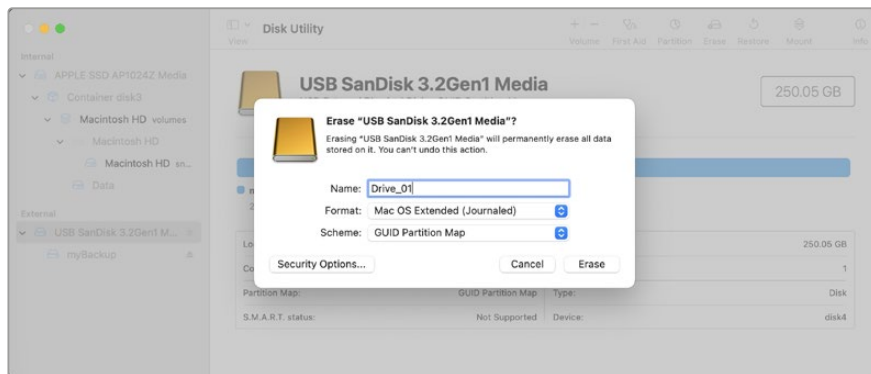 Disk Utility
View
Volume First Aid Partition Erase Restore Mount Info
Internal
APPLE SSD AP1024Z Media
Container disk3
Macintosh HD volumes
Macintosh HD
Macintosh HD sn...
Data
External
USB SanDisk 3.2Gen1 M...
myBackup
USB SanDisk 3.2Gen1 Media
250.05 GB
Erase “USB SanDisk 3.2Gen1 Media”?
Erasing “USB SanDisk 3.2Gen1 Media” will permanently erase all data
stored on it. You can’t undo this action.
Name: Drive_01
Format: Mac OS Extended (Journaled)
Scheme: GUID Partition Map
Security Options... Cancel Erase
250.05 GB
1
Partition Map: GUID Partition Map Type: Disk
S.M.A.R.T. status: Not Supported Device: disk4